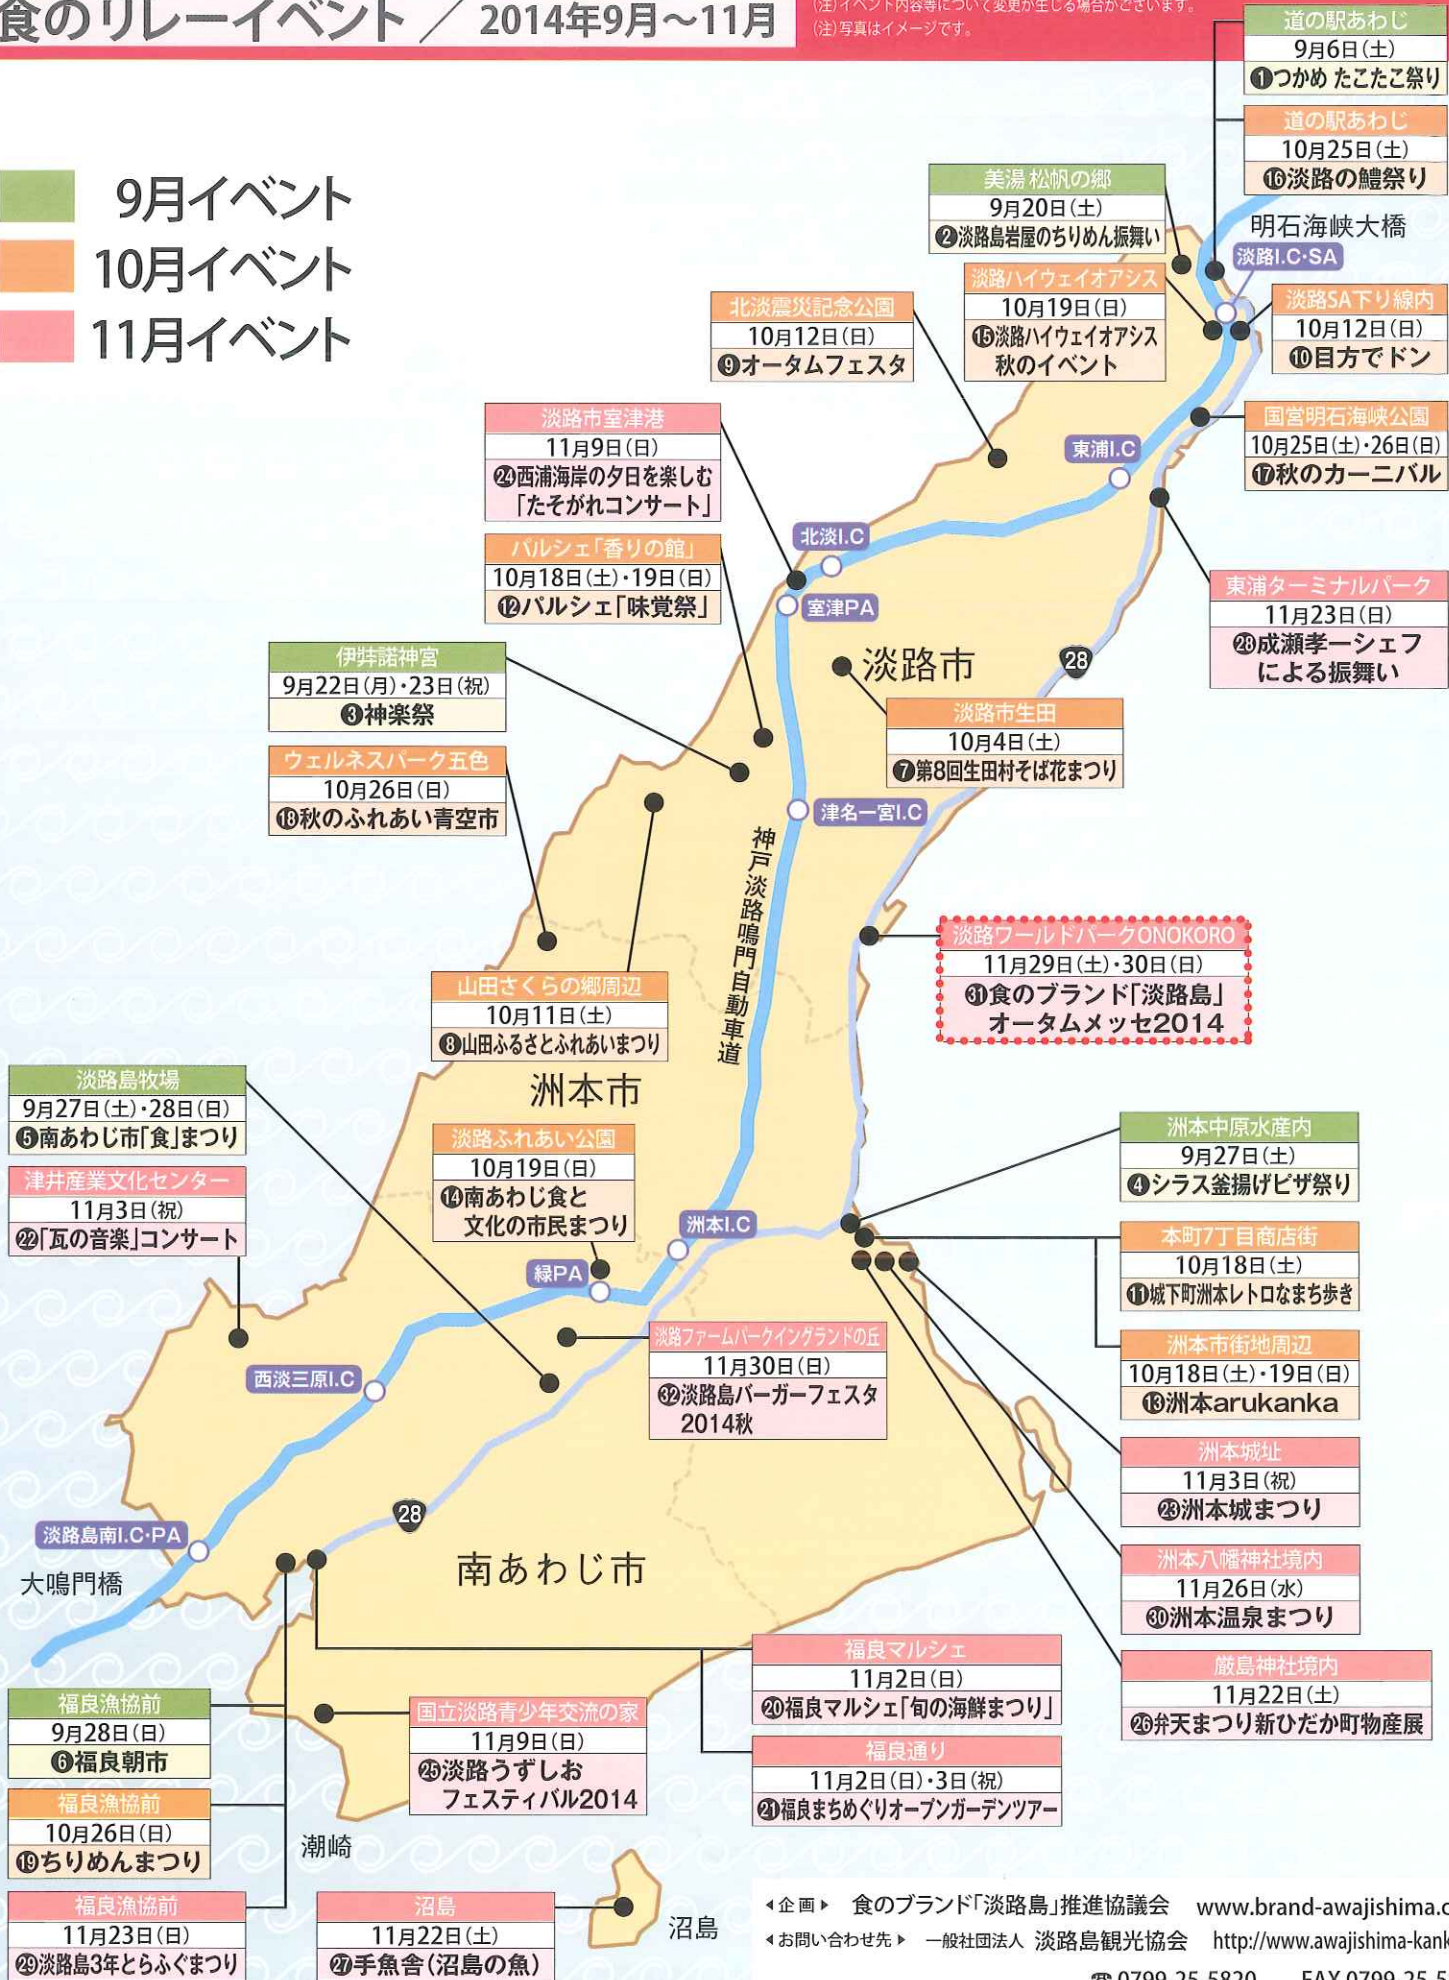 食のリレーイベント / 2014年9月～11月
(注)イベント内容等について変更が生じる場合がございます。
(注)写真はイメージです。
9月イベント
10月イベント
11月イベント
道の駅あわじ
9月6日(土)
❶つかめ たこたこ祭り
道の駅あわじ
10月25日(土)
⓰淡路の鱧祭り
明石海峡大橋
淡路I.C・SA
美湯 松帆の郷
9月20日(土)
❷淡路島岩屋のちりめん振舞い
淡路ハイウェイオアシス
10月19日(日)
⓯淡路ハイウェイオアシス
秋のイベント
淡路SA下り線内
10月12日(日)
❿目方でドン
北淡震災記念公園
10月12日(日)
❾オータムフェスタ
国営明石海峡公園
10月25日(土)・26日(日)
⓱秋のカーニバル
東浦I.C
淡路市室津港
11月9日(日)
㉔西浦海岸の夕日を楽しむ
「たそがれコンサート」
北淡I.C
パルシェ「香りの館」
10月18日(土)・19日(日)
⓬パルシェ「味覚祭」
室津PA
東浦ターミナルパーク
11月23日(日)
㉘成瀬孝一シェフ
による振舞い
淡路市
28
伊弉諾神宮
9月22日(月)・23日(祝)
❸神楽祭
淡路市生田
10月4日(土)
❼第8回生田村そば花まつり
ウェルネスパーク五色
10月26日(日)
⓲秋のふれあい青空市
津名一宮I.C
神戸淡路鳴門自動車道
淡路ワールドパークONOKORO
11月29日(土)・30日(日)
㉛食のブランド「淡路島」
オータムメッセ2014
山田さくらの郷周辺
10月11日(土)
❽山田ふるさとふれあいまつり
洲本市
淡路島牧場
9月27日(土)・28日(日)
❺南あわじ市「食」まつり
淡路ふれあい公園
10月19日(日)
⓮南あわじ食と
文化の市民まつり
津井産業文化センター
11月3日(祝)
㉒「瓦の音楽」コンサート
洲本中原水産内
9月27日(土)
❹シラス釜揚げピザ祭り
洲本I.C
緑PA
本町7丁目商店街
10月18日(土)
⓫城下町洲本レトロなまち歩き
洲本市街地周辺
10月18日(土)・19日(日)
⓭洲本arukanka
淡路ファームパークイングランドの丘
11月30日(日)
㉜淡路島バーガーフェスタ
2014秋
西淡三原I.C
洲本城址
11月3日(祝)
㉓洲本城まつり
28
淡路島南I.C・PA
大鳴門橋
南あわじ市
洲本八幡神社境内
11月26日(水)
㉚洲本温泉まつり
厳島神社境内
11月22日(土)
㉖弁天まつり新ひだか町物産展
福良マルシェ
11月2日(日)
⓴福良マルシェ「旬の海鮮まつり」
福良通り
11月2日(日)・3日(祝)
㉑福良まちめぐりオープンガーデンツアー
福良漁協前
9月28日(日)
❻福良朝市
国立淡路青少年交流の家
11月9日(日)
㉕淡路うずしお
フェスティバル2014
福良漁協前
10月26日(日)
⓳ちりめんまつり
潮崎
福良漁協前
11月23日(日)
㉙淡路島3年とらふぐまつり
沼島
11月22日(土)
㉗手魚舎(沼島の魚)
沼島
◂企画▸ 食のブランド「淡路島」推進協議会 www.brand-awajishima.c
◂お問い合わせ先▸ 一般社団法人 淡路島観光協会 http://www.awajishima-kank